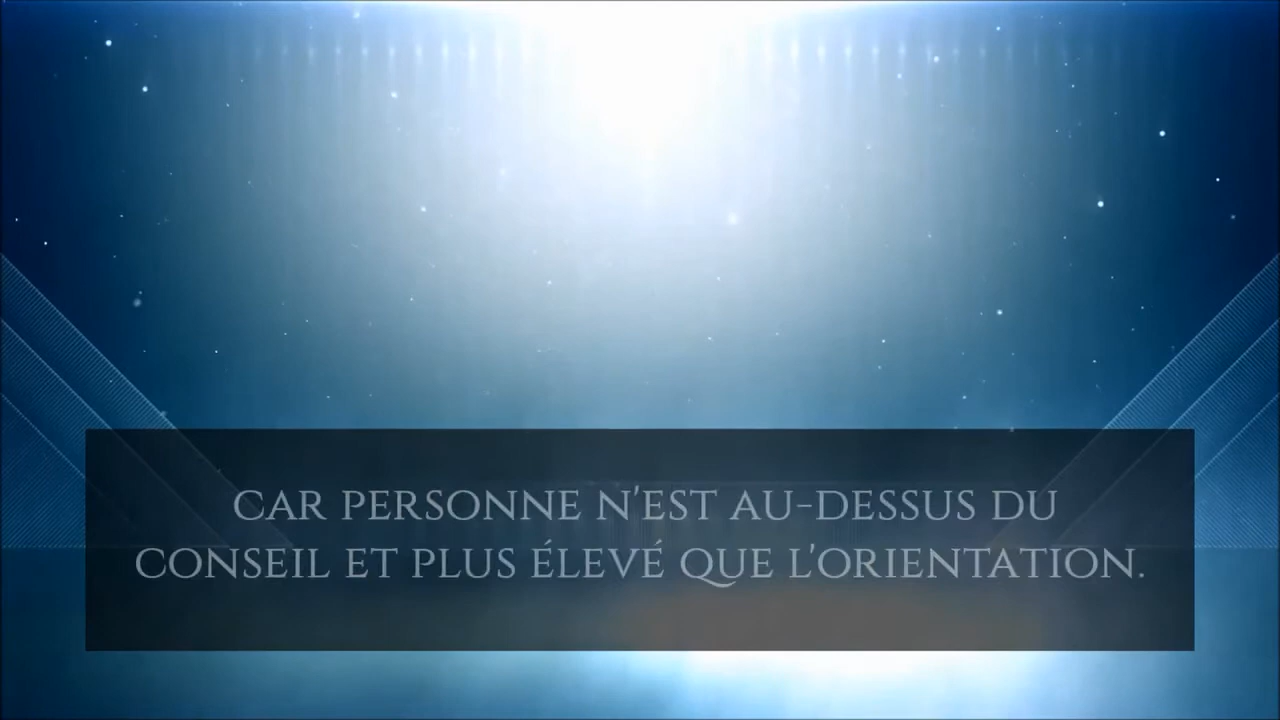 CAR PERSONNE N'EST AU-DESSUS DU
CONSEIL ET PLUS ÉLEVÉ QUE L'ORIENTATION.